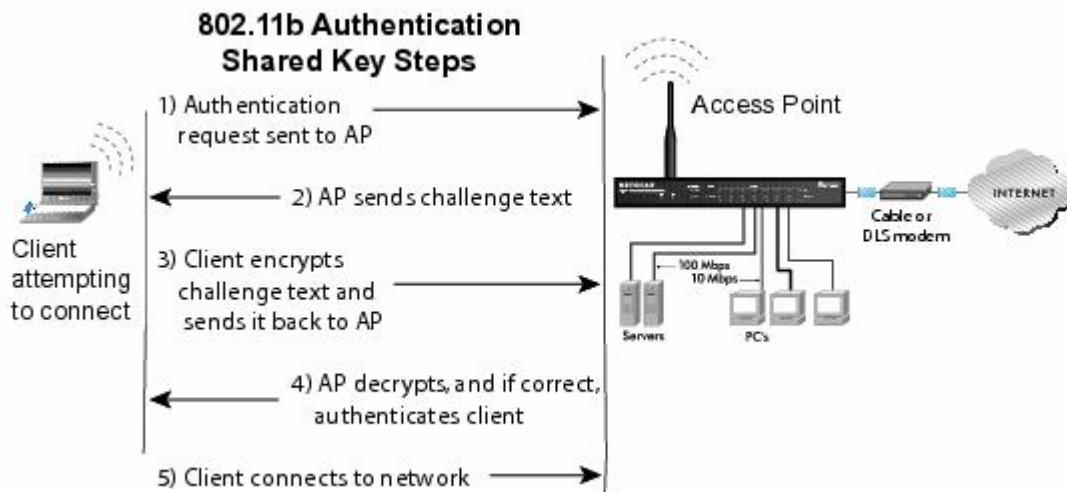 802.11b Authentication
Shared Key Steps
1) Authentication
request sent to AP
Access Point
2) AP sends challenge text
NETGEAR
INTERNET
Cable or
DLS modem
Client
attempting
to connect
3) Client encrypts
challenge text and
sends it back to AP
100 Mbps
10 Mbps
Servers
PC's
4) AP decrypts, and if correct,
authenticates client
5) Client connects to network